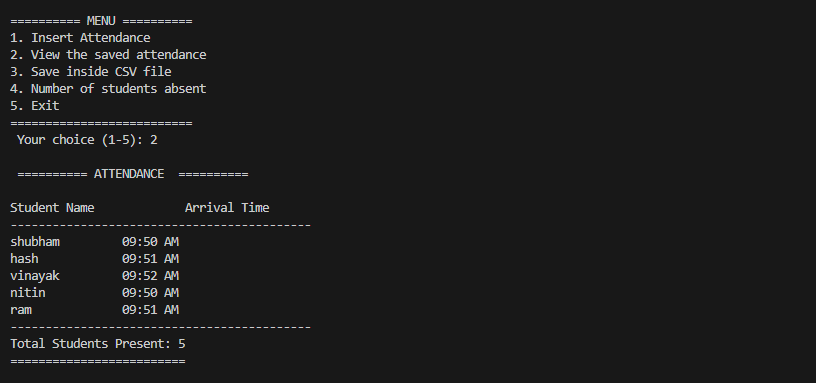 ========== MENU ==========
1. Insert Attendance
2. View the saved attendance
3. Save inside CSV file
4. Number of students absent
5. Exit
==========================
 Your choice (1-5): 2
 ========== ATTENDANCE  ==========
Student Name             Arrival Time
-------------------------------------------
shubham         09:50 AM
hash            09:51 AM
vinayak         09:52 AM
nitin           09:50 AM
ram             09:51 AM
-------------------------------------------
Total Students Present: 5
=========================